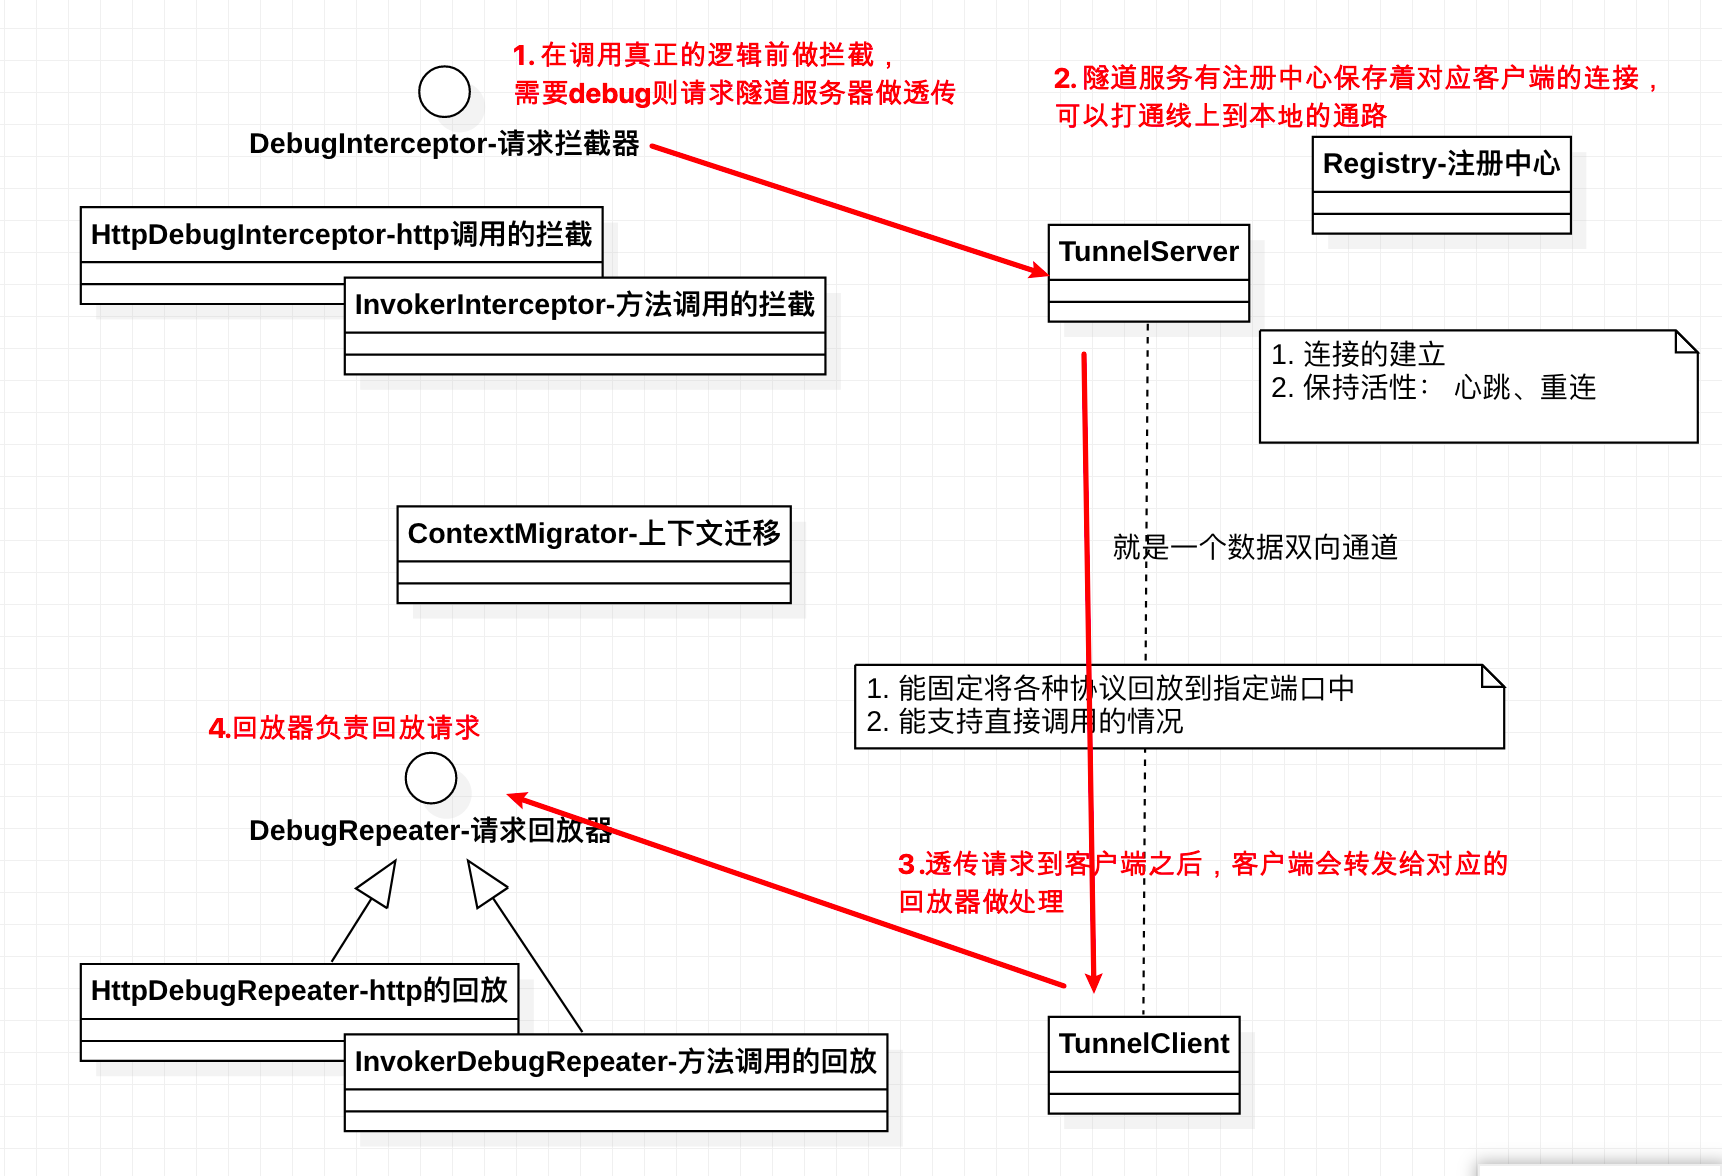 1. 在调用真正的逻辑前做拦截，
需要debug则请求隧道服务器做透传
2. 隧道服务有注册中心保存着对应客户端的连接，
可以打通线上到本地的通路
DebugInterceptor-请求拦截器
Registry-注册中心
HttpDebugInterceptor-http调用的拦截
TunnelServer
InvokerInterceptor-方法调用的拦截
1. 连接的建立
2. 保持活性： 心跳、重连
ContextMigrator-上下文迁移
就是一个数据双向通道
1. 能固定将各种协议回放到指定端口中
2. 能支持直接调用的情况
4.回放器负责回放请求
DebugRepeater-请求回放器
3.透传请求到客户端之后，客户端会转发给对应的
回放器做处理
HttpDebugRepeater-http的回放
InvokerDebugRepeater-方法调用的回放
TunnelClient